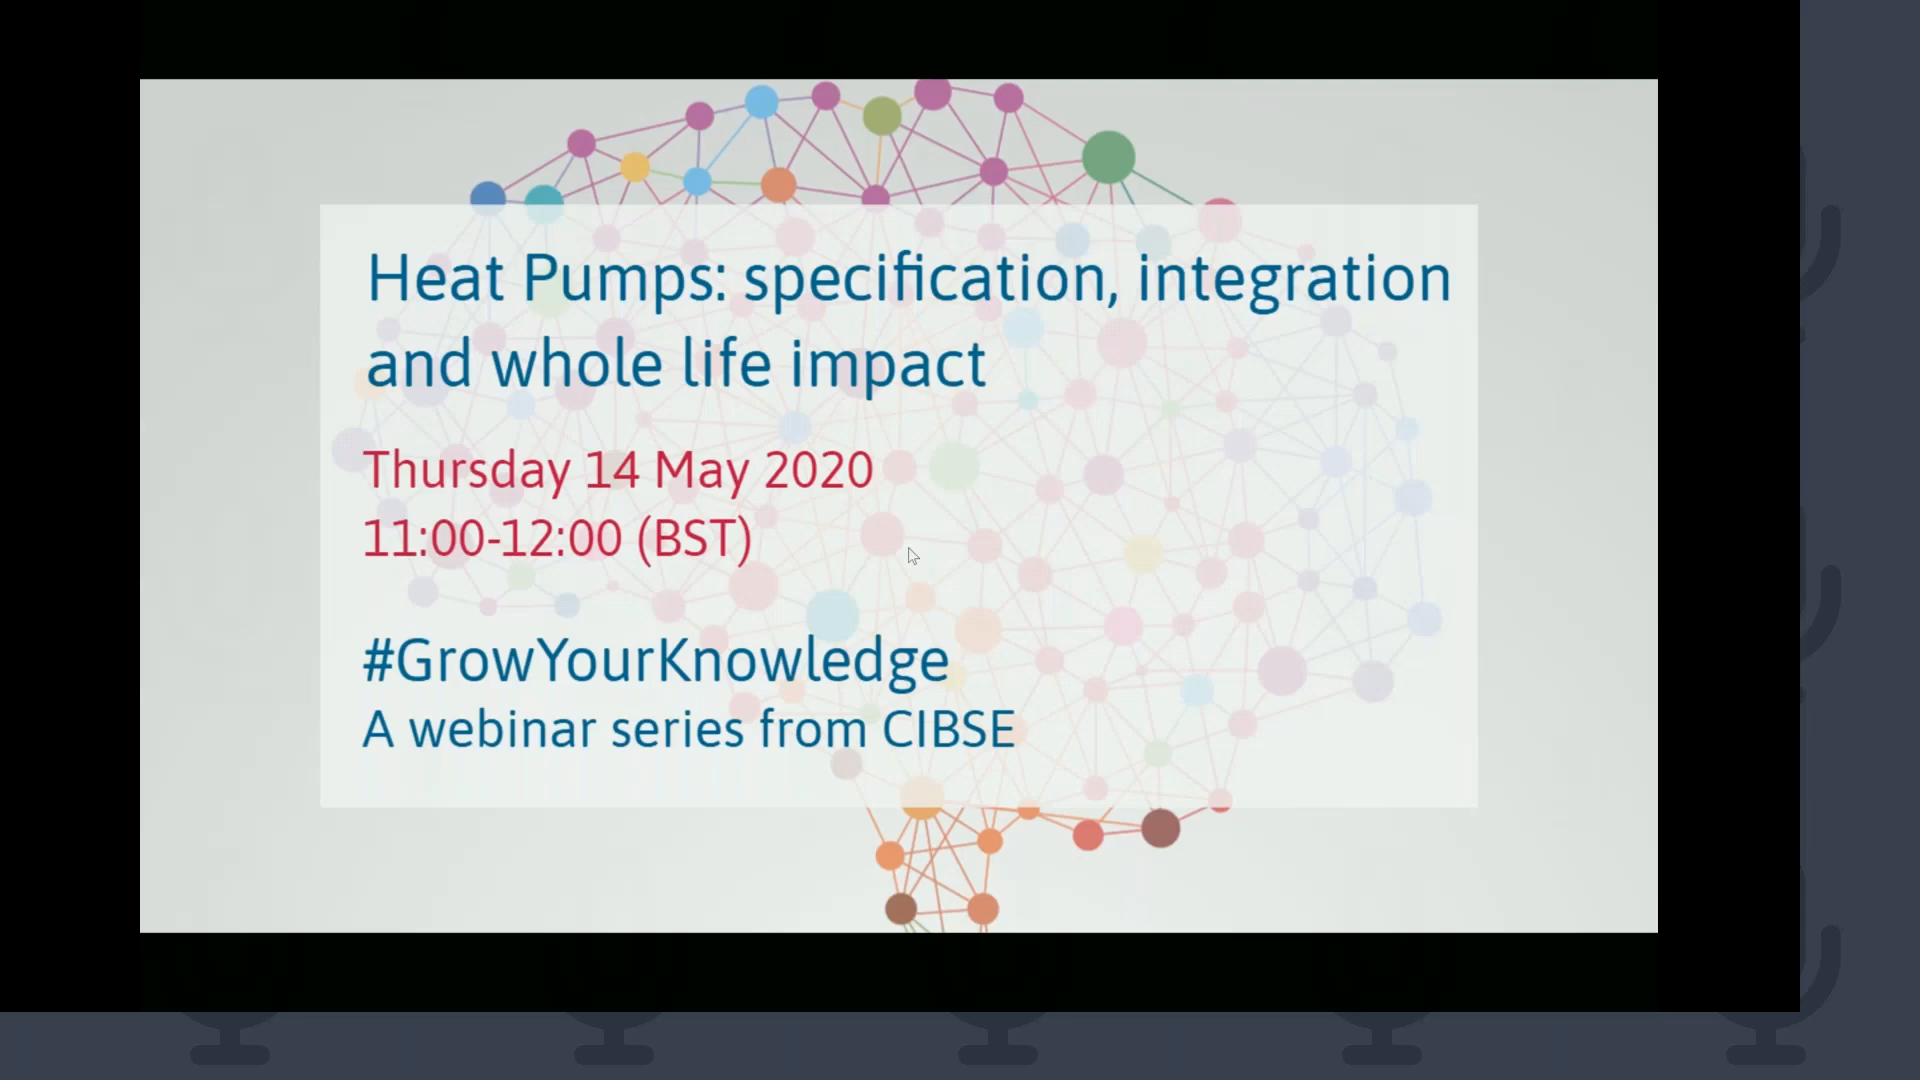 Heat Pumps: specification, integration
and whole life impact
Thursday 14 May 2020
11:00-12:00 (BST)
#GrowYourKnowledge
A webinar series from CIBSE